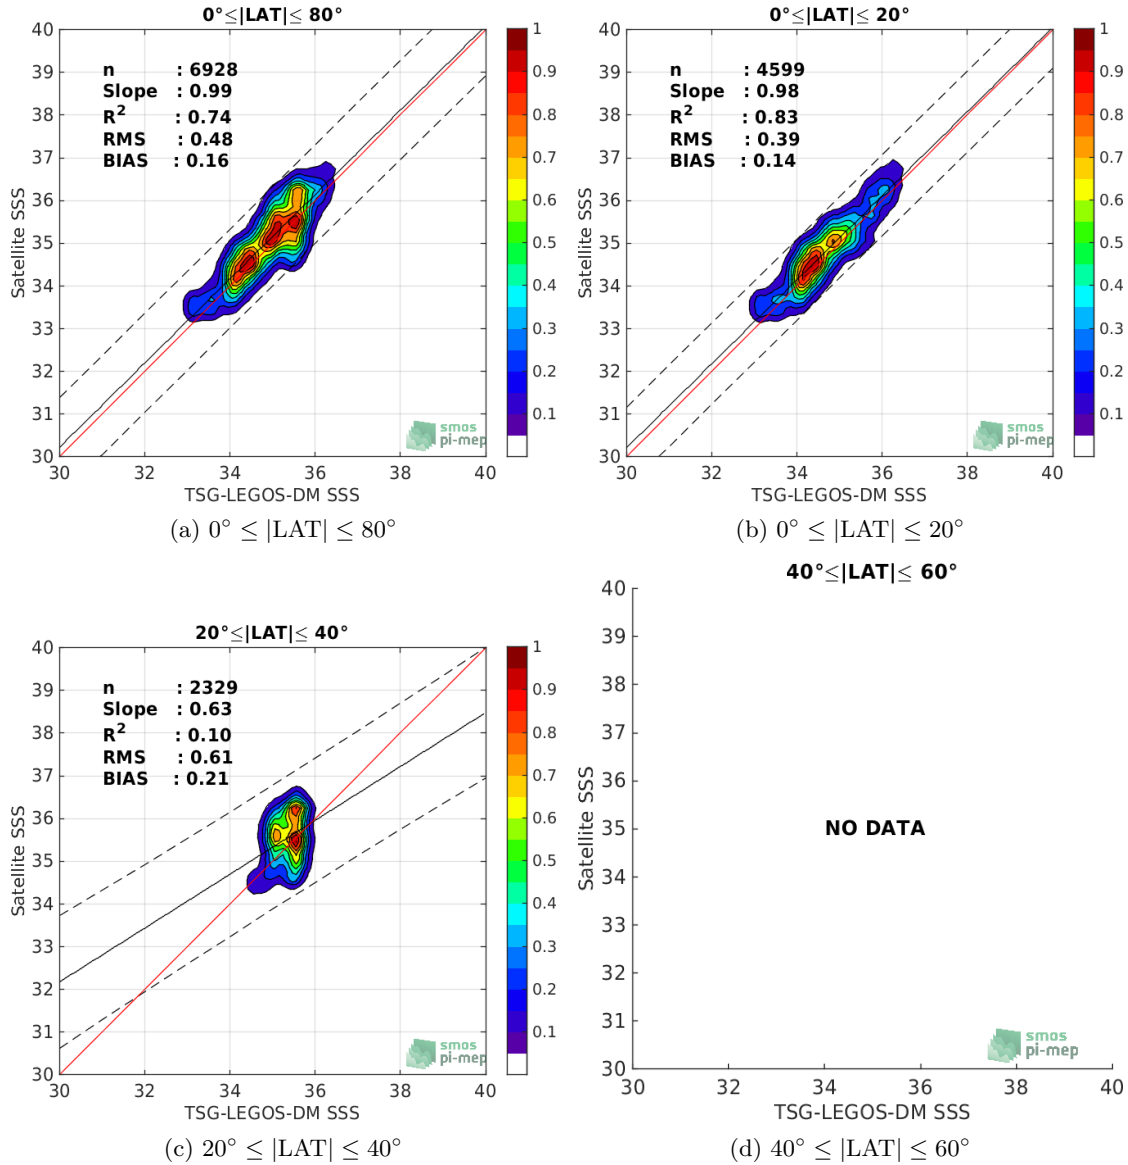 0°≤|LAT|≤ 80°
n : 6928
Slope : 0.99
R² : 0.74
RMS : 0.48
BIAS : 0.16
40
39
38
37
36
35
34
33
32
31
30
Satellite SSS
30 32 34 36 38 40
TSG-LEGOS-DM SSS
1
0.9
0.8
0.7
0.6
0.5
0.4
0.3
0.2
0.1
smos
pi-mep
(a) 0° ≤ |LAT| ≤ 80°
0°≤|LAT|≤ 20°
n : 4599
Slope : 0.98
R² : 0.83
RMS : 0.39
BIAS : 0.14
40
39
38
37
36
35
34
33
32
31
30
Satellite SSS
30 32 34 36 38 40
TSG-LEGOS-DM SSS
1
0.9
0.8
0.7
0.6
0.5
0.4
0.3
0.2
0.1
smos
pi-mep
(b) 0° ≤ |LAT| ≤ 20°
20°≤|LAT|≤ 40°
n : 2329
Slope : 0.63
R² : 0.10
RMS : 0.61
BIAS : 0.21
40
39
38
37
36
35
34
33
32
31
30
Satellite SSS
30 32 34 36 38 40
TSG-LEGOS-DM SSS
1
0.9
0.8
0.7
0.6
0.5
0.4
0.3
0.2
0.1
smos
pi-mep
(c) 20° ≤ |LAT| ≤ 40°
40°≤|LAT|≤ 60°
40
39
38
37
36
35
34
33
32
31
30
Satellite SSS
NO DATA
30 32 34 36 38 40
TSG-LEGOS-DM SSS
smos
pi-mep
(d) 40° ≤ |LAT| ≤ 60°